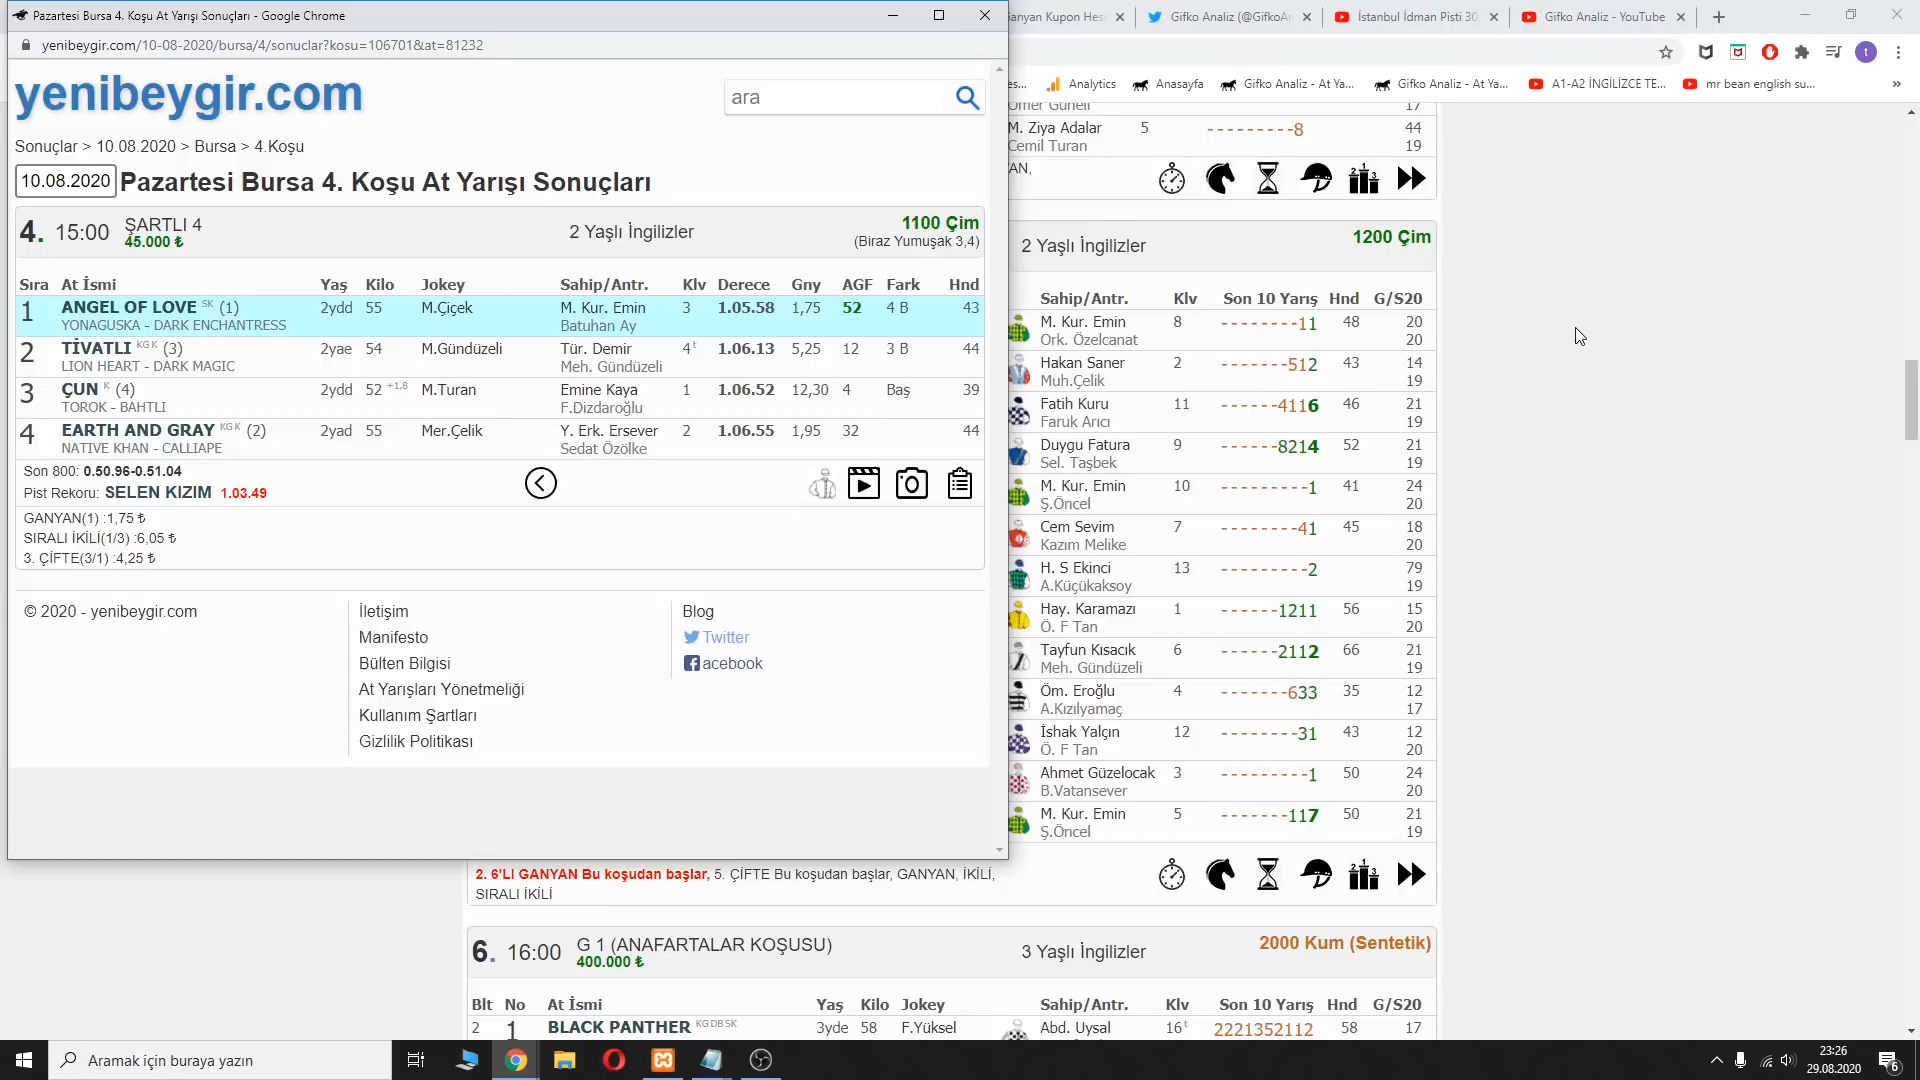 Pazartesi Bursa 4. Koşu At Yarışı Sonuçları - Google Chrome
yenibeygir.com/10-08-2020/bursa/4/sonuclar?kosu=106701&at=81232
yenibeygir.com
ara
Sonuçlar > 10.08.2020 > Bursa > 4.Koşu
10.08.2020 Pazartesi Bursa 4. Koşu At Yarışı Sonuçları
4. 15:00 ŞARTLI 4 2 Yaşlı İngilizler 1100 Çim
45.000 ₺ (Biraz Yumuşak 3,4)
Sıra At İsmi Yaş Kilo Jokey Sahip/Antr. Klv Derece Gny AGF Fark Hnd
1 ANGEL OF LOVE SK (1) 2ydd 55 M.Çiçek M. Kur. Emin 3 1.05.58 1,75 52 4 B 43
YONAGUSKA - DARK ENCHANTRESS Batuhan Ay
2 TİVATLI KGK (3) 2yae 54 M.Gündüzeli Tür. Demir 4t 1.06.13 5,25 12 3 B 44
LION HEART - DARK MAGIC Meh. Gündüzeli
3 ÇUN K (4) 2ydd 52 +1,8 M.Turan Emine Kaya 1 1.06.52 12,30 4 Baş 39
TOROK - BAHTLI F.Dizdaroğlu
4 EARTH AND GRAY KGK (2) 2yad 55 Mer.Çelik Y. Erk. Ersever 2 1.06.55 1,95 32 44
NATIVE KHAN - CALLIAPE Sedat Özölke
Son 800: 0.50.96-0.51.04
Pist Rekoru: SELEN KIZIM 1.03.49
GANYAN(1) :1,75 ₺
SIRALI İKİLİ(1/3) :6,05 ₺
3. ÇİFTE(3/1) :4,25 ₺
© 2020 - yenibeygir.com
İletişim
Manifesto
Bülten Bilgisi
At Yarışları Yönetmeliği
Kullanım Şartları
Gizlilik Politikası
Blog
Twitter
acebook
Ganyan Kupon Hes
Gifko Analiz (@GifkoAn
İstanbul İdman Pisti 30
Gifko Analiz - YouTube
t
es...
Analytics
Anasayfa
Gifko Analiz - At Ya...
Gifko Analiz - At Ya...
A1-A2 İNGİLİZCE TE...
mr bean english su...
»
Ömer Güneli 17
M. Ziya Adalar 5 ---------8 44
Cemil Turan 19
YAN,
2 Yaşlı İngilizler 1200 Çim
Sahip/Antr. Klv Son 10 Yarış Hnd G/S20
M. Kur. Emin 8 --------11 48 20
Ork. Özelcanat 20
Hakan Saner 2 -------512 43 14
Muh.Çelik 19
Fatih Kuru 11 ------4116 46 21
Faruk Arıcı 19
Duygu Fatura 9 ------8214 52 21
Sel. Taşbek 19
M. Kur. Emin 10 ---------1 41 24
Ş.Öncel 20
Cem Sevim 7 --------41 45 18
Kazım Melike 20
H. S Ekinci 13 ---------2 79
A.Küçükaksoy 19
Hay. Karamazı 1 ------1211 56 15
Ö. F Tan 20
Tayfun Kısacık 6 ------2112 66 21
Meh. Gündüzeli 19
Öm. Eroğlu 4 -------633 35 12
A.Kızılyamaç 17
İshak Yalçın 12 --------31 43 12
Ö. F Tan 20
Ahmet Güzelocak 3 ---------1 50 24
B.Vatansever 20
M. Kur. Emin 5 -------117 50 21
Ş.Öncel 19
2. 6'LI GANYAN Bu koşudan başlar, 5. ÇİFTE Bu koşudan başlar, GANYAN, İKİLİ,
SIRALI İKİLİ
6. 16:00 G 1 (ANAFARTALAR KOŞUSU) 3 Yaşlı İngilizler 2000 Kum (Sentetik)
400.000 ₺
Blt No At İsmi Yaş Kilo Jokey Sahip/Antr. Klv Son 10 Yarış Hnd G/S20
2 1 BLACK PANTHER KGDBSK 3yde 58 F.Yüksel Abd. Uysal 16t 2221352112 58 17
Aramak için buraya yazın
23:26
29.08.2020
6